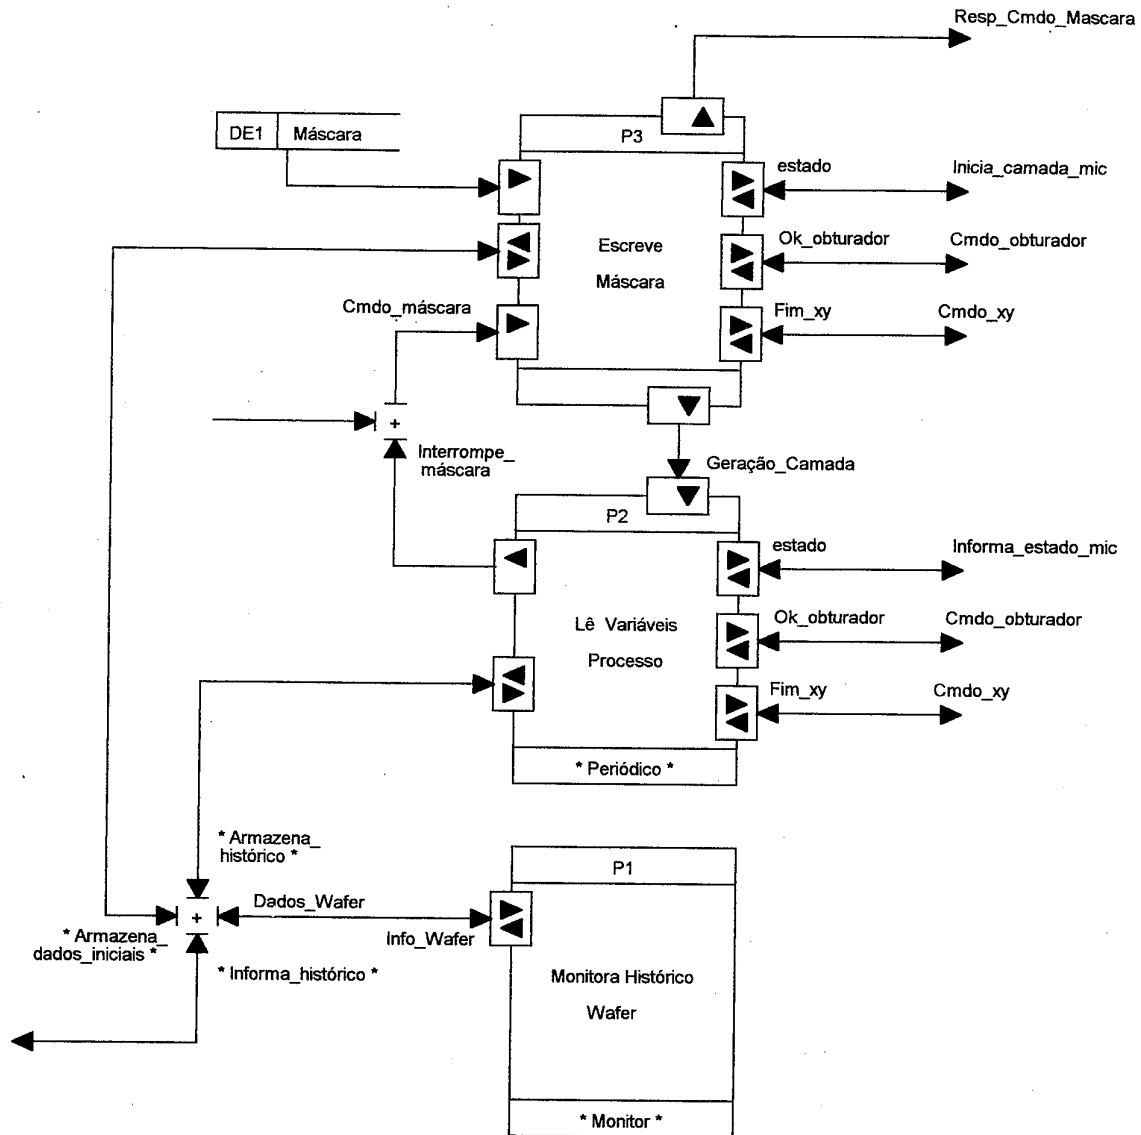 Resp_Cmdo_Mascara
DE1 Máscara
P3
estado Inicia_camada_mic
Ok_obturador Cmdo_obturador
Escreve
Máscara
Cmdo_máscara
Fim_xy Cmdo_xy
+
Interrompe_
máscara
Geração_Camada
P2
estado Informa_estado_mic
Ok_obturador Cmdo_obturador
Lê Variáveis
Processo
Fim_xy Cmdo_xy
* Periódico *
* Armazena_
histórico *
P1
Dados_Wafer
+
Info_Wafer
* Armazena_
dados_iniciais *
* Informa_histórico *
Monitora Histórico
Wafer
* Monitor *